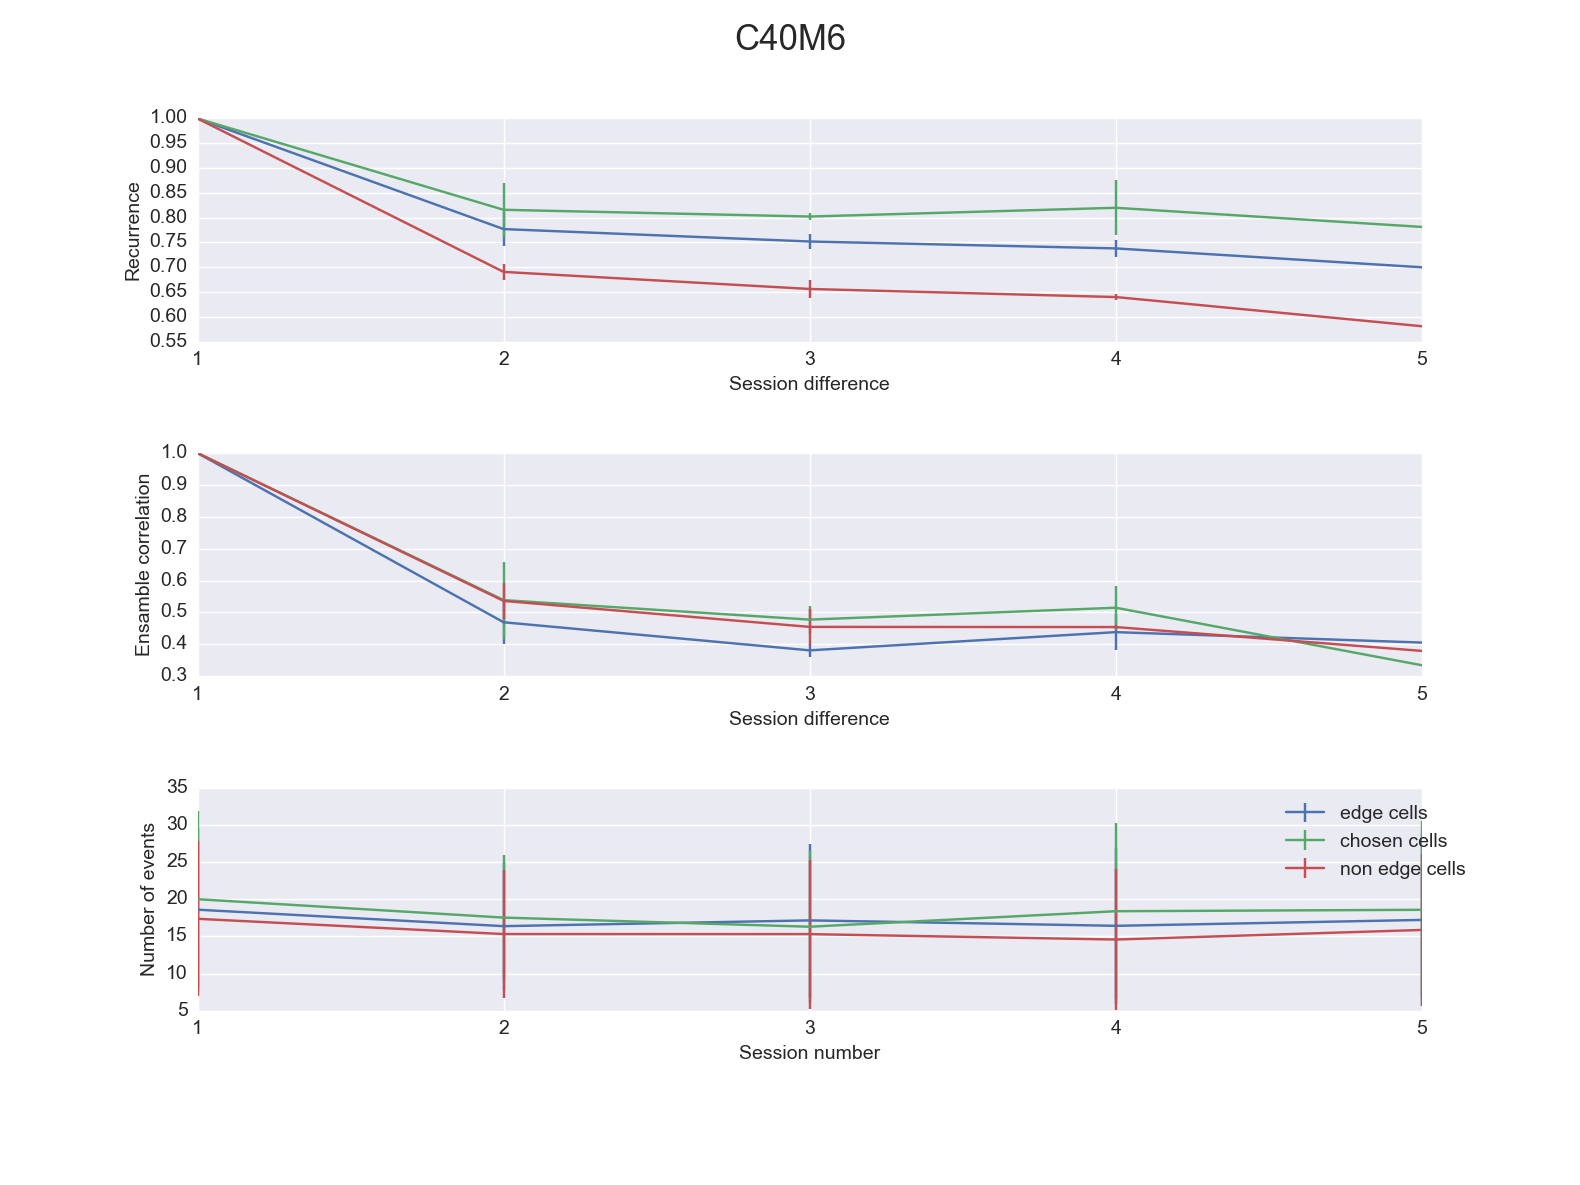 C40M6
1.00
0.95
0.90
0.85
0.80
0.75
0.70
0.65
0.60
0.55
Recurrence
1 2 3 4 5
Session difference
1.0
0.9
0.8
0.7
0.6
0.5
0.4
0.3
Ensamble correlation
1 2 3 4 5
Session difference
35
30
25
20
15
10
5
Number of events
edge cells
chosen cells
non edge cells
1 2 3 4 5
Session number